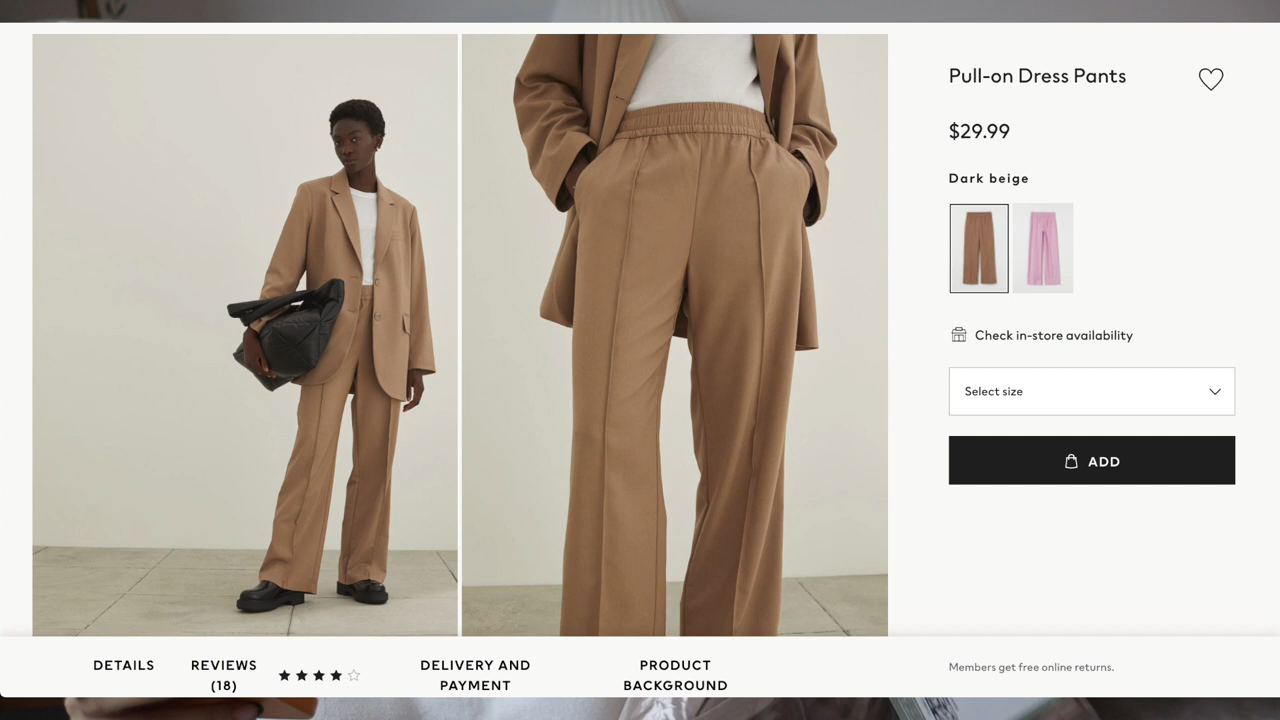 Pull-on Dress Pants
$29.99
Dark beige
Check in-store availability
Select size
ADD
DETAILS
REVIEWS
(18)
DELIVERY AND
PAYMENT
PRODUCT
BACKGROUND
Members get free online returns.